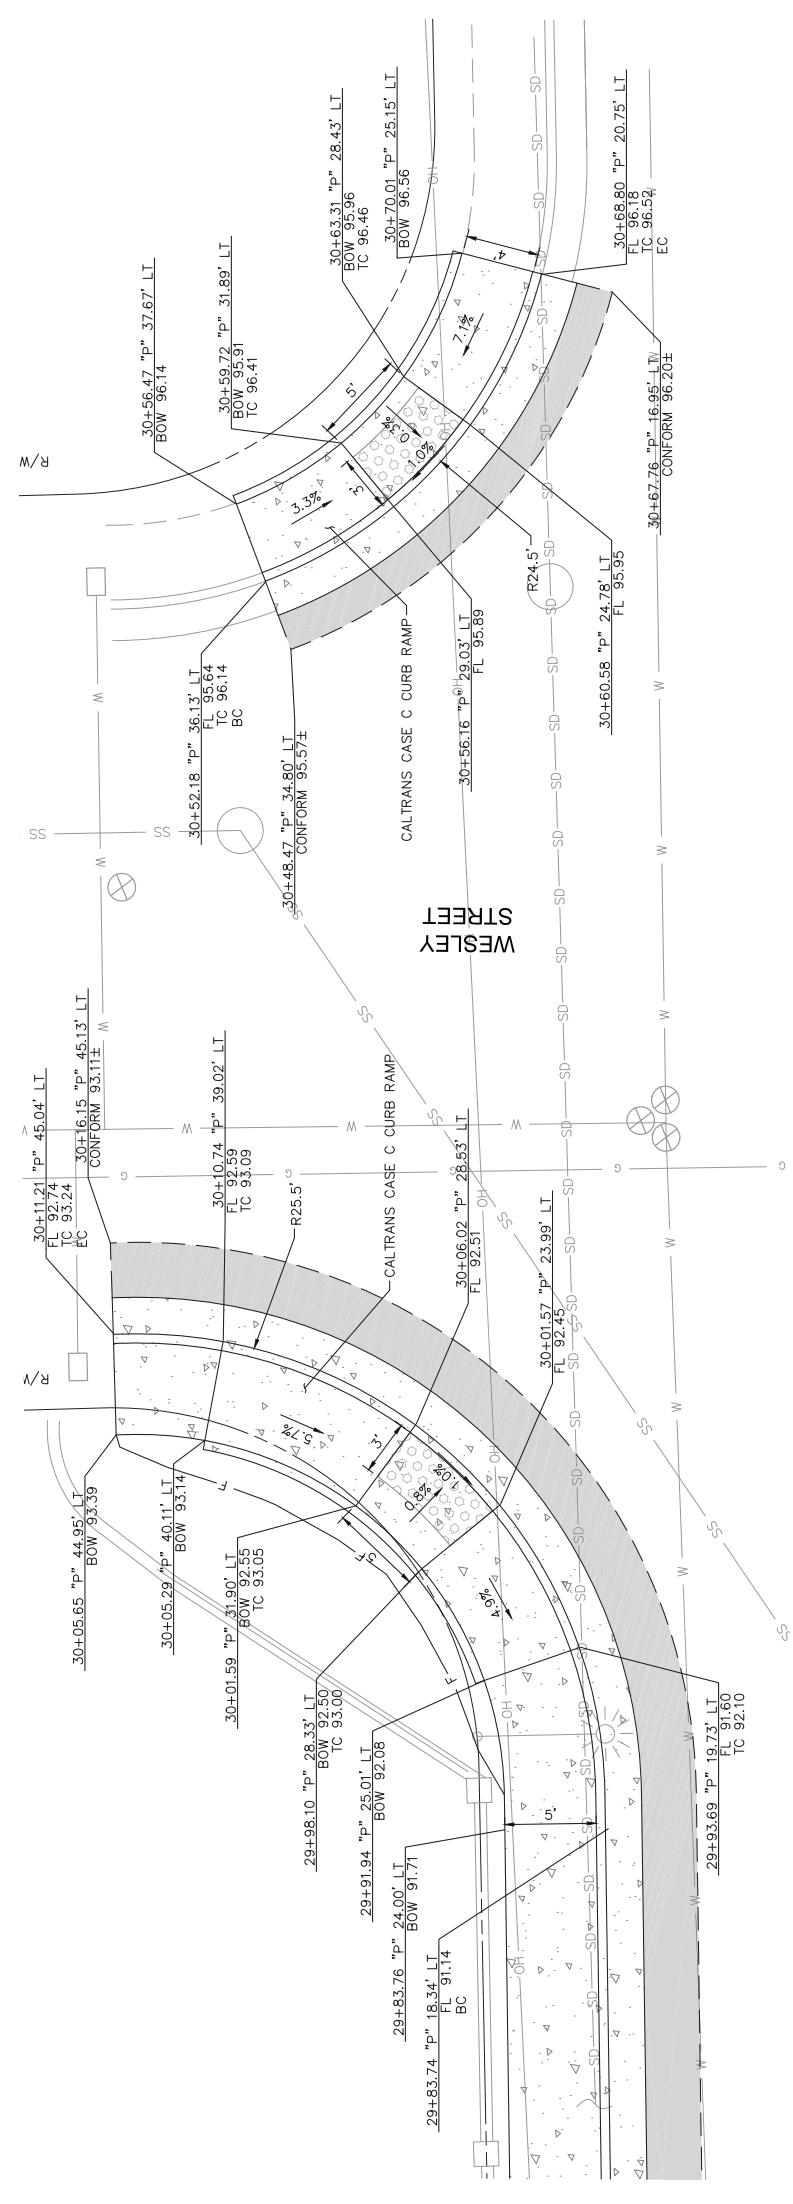 30+70.01 "P" 25.15' LT
BOW 96.56
30+68.80 "P" 20.75' LT
FL 96.18
TC 96.52
EC
30+63.31 "P" 28.43' LT
BOW 95.96
TC 96.46
30+59.72 "P" 31.89' LT
BOW 95.91
TC 96.41
30+56.47 "P" 37.67' LT
BOW 96.14
R/W
4'
7.1%
5'
0.3%
1.0%
3'
3.3%
R24.5'
30+67.76 "P" 16.95' LT
CONFORM 96.20±
30+60.58 "P" 24.78' LT
FL 95.95
30+56.16 "P" 29.03' LT
FL 95.89
CALTRANS CASE C CURB RAMP
30+52.18 "P" 36.13' LT
FL 95.64
TC 96.14
BC
30+48.47 "P" 34.80' LT
CONFORM 95.57±
WESLEY
STREET
30+16.15 "P" 45.13' LT
CONFORM 93.11±
30+11.21 "P" 45.04' LT
FL 92.74
TC 93.24
EC
30+10.74 "P" 39.02' LT
FL 92.59
TC 93.09
R25.5'
CALTRANS CASE C CURB RAMP
30+06.02 "P" 28.53' LT
FL 92.51
30+01.57 "P" 23.99' LT
FL 92.45
R/W
5.7%
3'
1.0%
0.8%
5'
4.9%
30+05.65 "P" 44.95' LT
BOW 93.39
30+05.29 "P" 40.11' LT
BOW 93.14
30+01.59 "P" 31.90' LT
BOW 92.55
TC 93.05
29+98.10 "P" 28.33' LT
BOW 92.50
TC 93.00
29+91.94 "P" 25.01' LT
BOW 92.08
29+93.69 "P" 19.73' LT
FL 91.60
TC 92.10
5'
29+83.76 "P" 24.00' LT
BOW 91.71
29+83.74 "P" 18.34' LT
FL 91.14
BC
SD
SS
W
G
OH
F